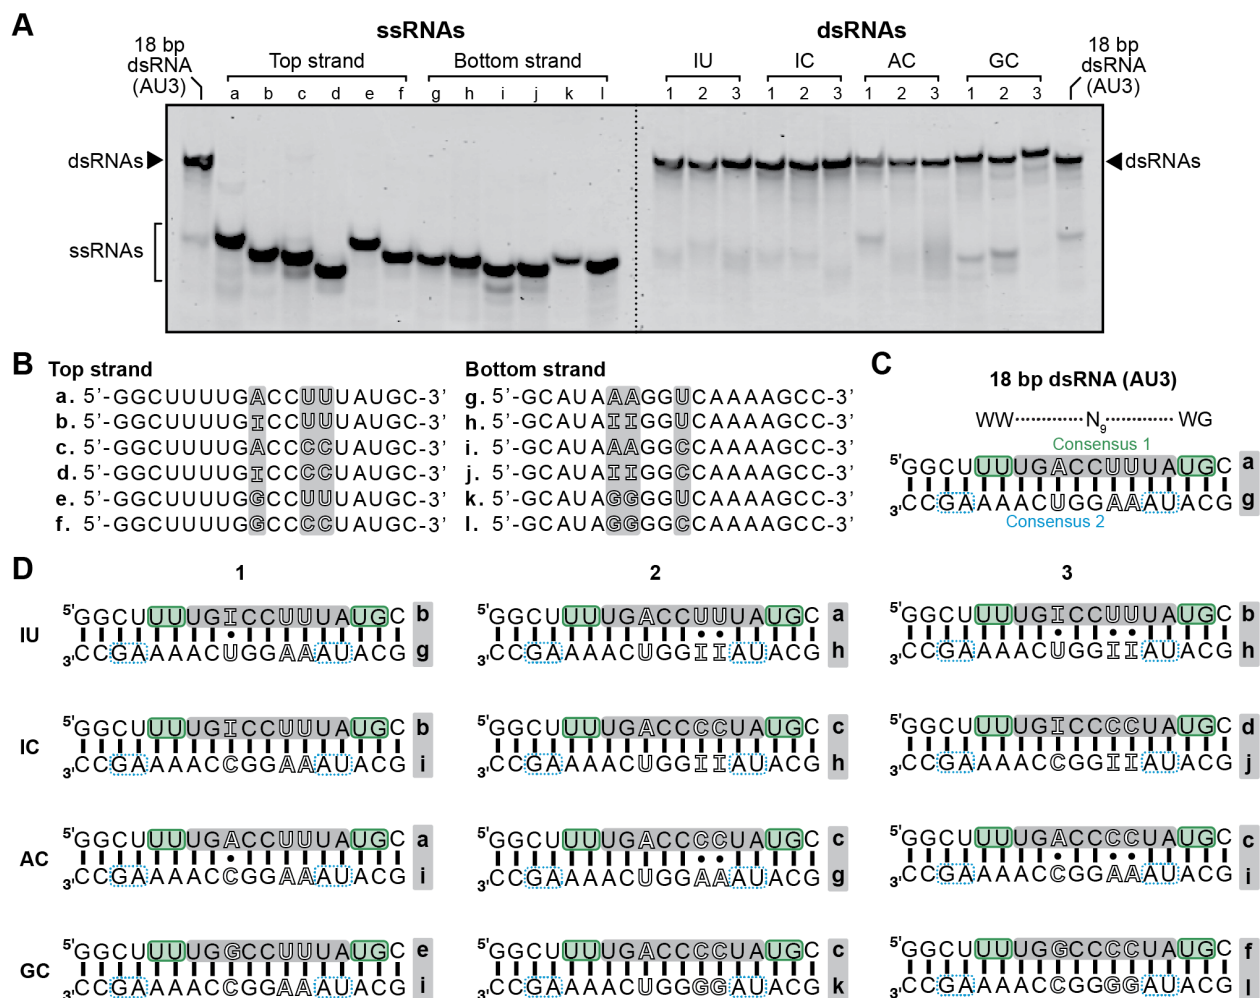 A
ssRNAs
dsRNAs
18 bp
dsRNA
(AU3)
Top strand
Bottom strand
IU
IC
AC
GC
18 bp
dsRNA
(AU3)
a b c d e f g h i j k l
1 2 3 1 2 3 1 2 3 1 2 3
dsRNAs
dsRNAs
ssRNAs
B
Top strand
a. 5'-GGCUUUUUGACCUUUAUGC-3'
b. 5'-GGCUUUUUGICCUUUAUGC-3'
c. 5'-GGCUUUUUGACCCCUAUGC-3'
d. 5'-GGCUUUUUGICCCCUAUGC-3'
e. 5'-GGCUUUUUGGCCUUUAUGC-3'
f. 5'-GGCUUUUUGGCCCCUAUGC-3'
Bottom strand
g. 5'-GCAUAAAGGUCAAAAGCC-3'
h. 5'-GCAUAIIGGUCAAAAGCC-3'
i. 5'-GCAUAAAGGCCAAAAGCC-3'
j. 5'-GCAUAIIGGCCAAAAGCC-3'
k. 5'-GCAUAGGGGUCAAAAGCC-3'
l. 5'-GCAUAGGGGCCAAAAGCC-3'
C
18 bp dsRNA (AU3)
WW N9 WG
Consensus 1
5' GGCUUUUGACCUUUAUGC a
3' CCGAAAACUGGAAAUACG g
Consensus 2
D
1
2
3
IU
5' GGCUUUUGICCUUUAUGC b
3' CCGAAAACUGGAAAUACG g
5' GGCUUUUGACCUUUAUGC a
3' CCGAAAACUGGIIAUACG h
5' GGCUUUUGICCUUUAUGC b
3' CCGAAAACUGGIIAUACG h
IC
5' GGCUUUUGICCUUUAUGC b
3' CCGAAAACCGGAAAUACG i
5' GGCUUUUGACCCCUAUGC c
3' CCGAAAACUGGIIAUACG h
5' GGCUUUUGICCCCUAUGC d
3' CCGAAAACCGGIIAUACG j
AC
5' GGCUUUUGACCUUUAUGC a
3' CCGAAAACCGGAAAUACG i
5' GGCUUUUGACCCCUAUGC c
3' CCGAAAACUGGAAAUACG g
5' GGCUUUUGACCCCUAUGC c
3' CCGAAAACCGGAAAUACG i
GC
5' GGCUUUUGGCCUUUAUGC e
3' CCGAAAACCGGAAAUACG i
5' GGCUUUUGACCCCUAUGC c
3' CCGAAAACUGGGGAUACG k
5' GGCUUUUGGCCCCUAUGC f
3' CCGAAAACCGGGGAUACG l